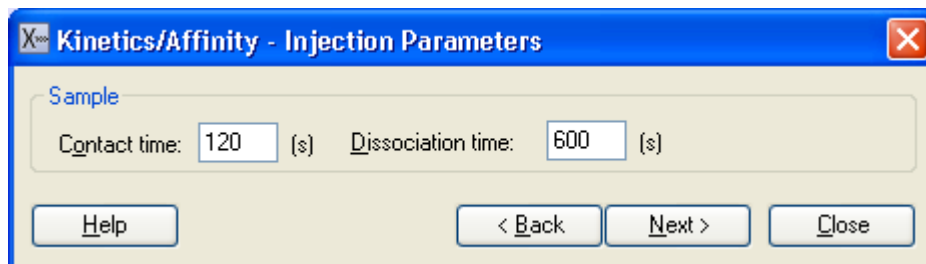 Kinetics/Affinity - Injection Parameters
Sample
Contact time: 120 (s) Dissociation time: 600 (s)
Help < Back Next > Close